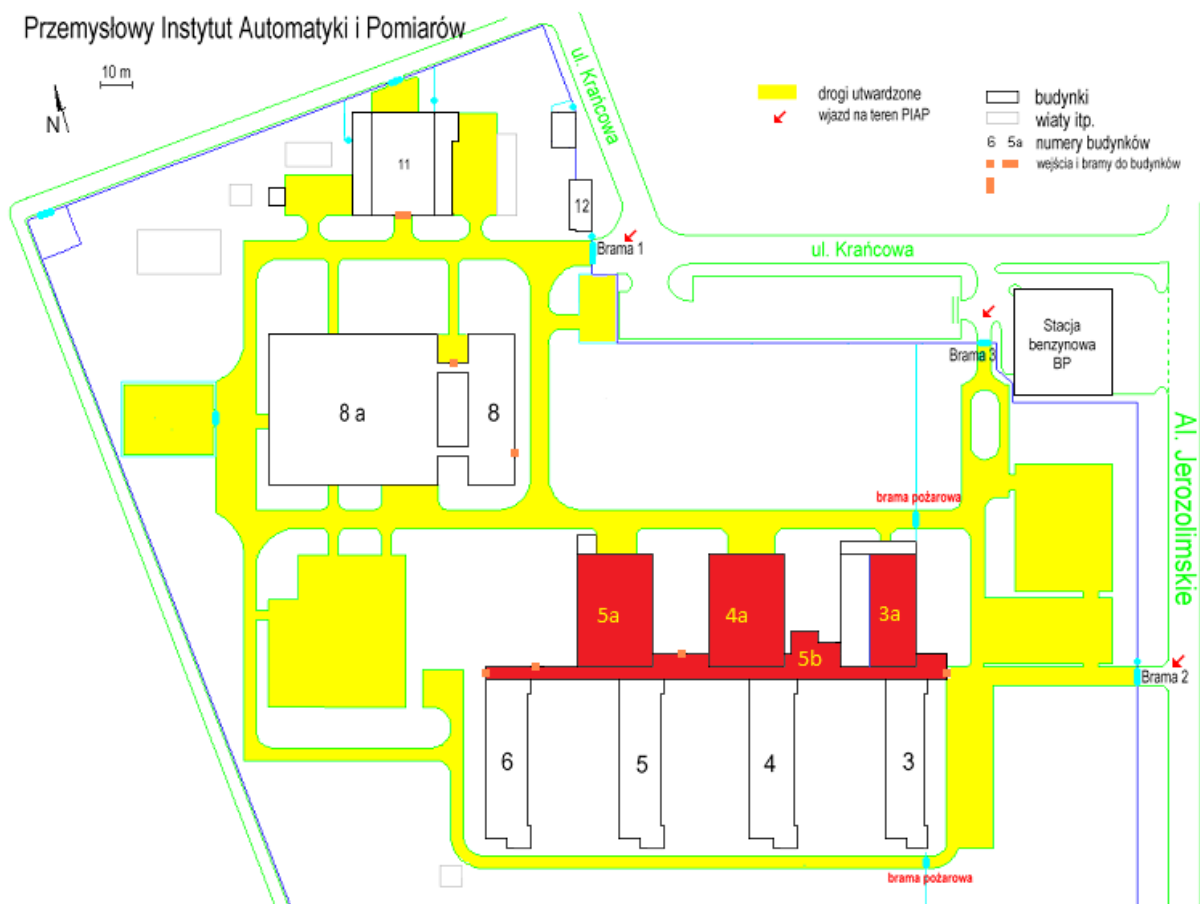 Przemysłowy Instytut Automatyki i Pomiarów
10 m
N
ul. Krańcowa
drogi utwardzone
wjazd na teren PIAP
budynki
wiaty itp.
6 5a numery budynków
wejścia i bramy do budynków
11
12
Brama 1
ul. Krańcowa
Stacja
benzynowa
BP
Brama 3
8 a
8
Al. Jerozolimskie
brama pożarowa
5a
4a
3a
5b
Brama 2
6
5
4
3
brama pożarowa